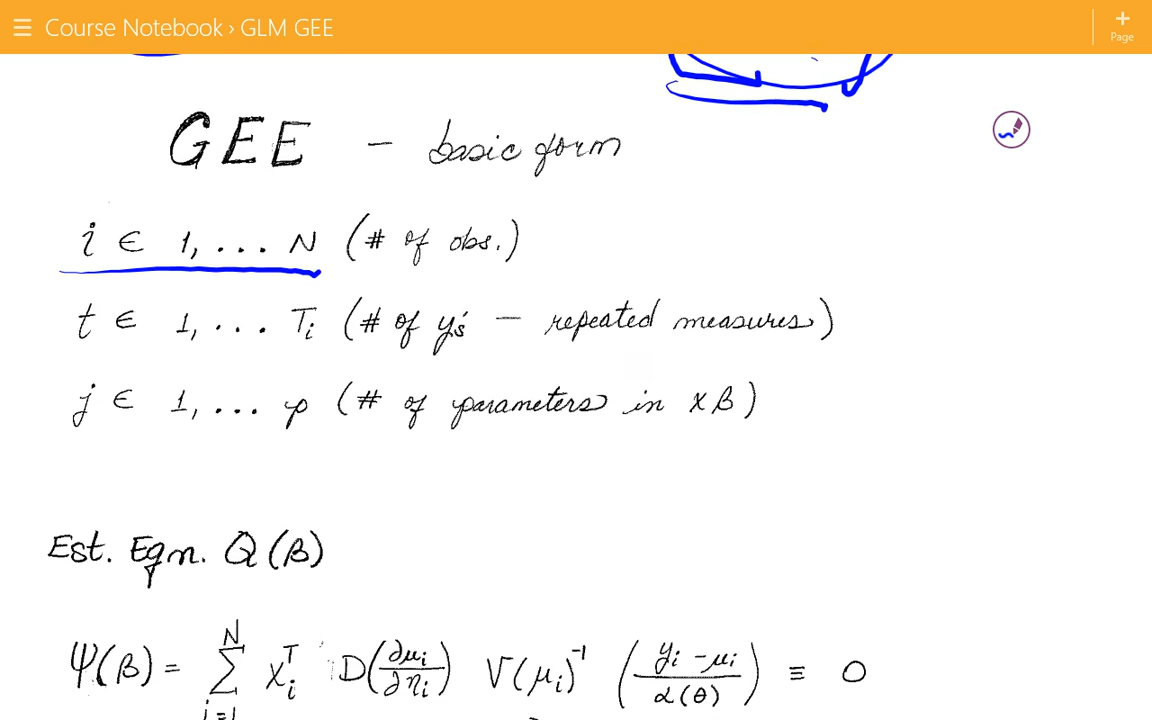 ☰ Course Notebook › GLM GEE
+ Page
GEE – basic form
i ∈ 1, ... N (# of obs.)
t ∈ 1, ... Tᵢ (# of y's – repeated measures)
j ∈ 1, ... p (# of parameters in xβ)
Est. Eqn. Q(β)
Ψ(β) = ∑ᵢ₌₁ᴺ xᵢᵀ D(∂μᵢ/∂ηᵢ) V(μᵢ)⁻¹ ((yᵢ - μᵢ)/α(θ)) ≡ 0